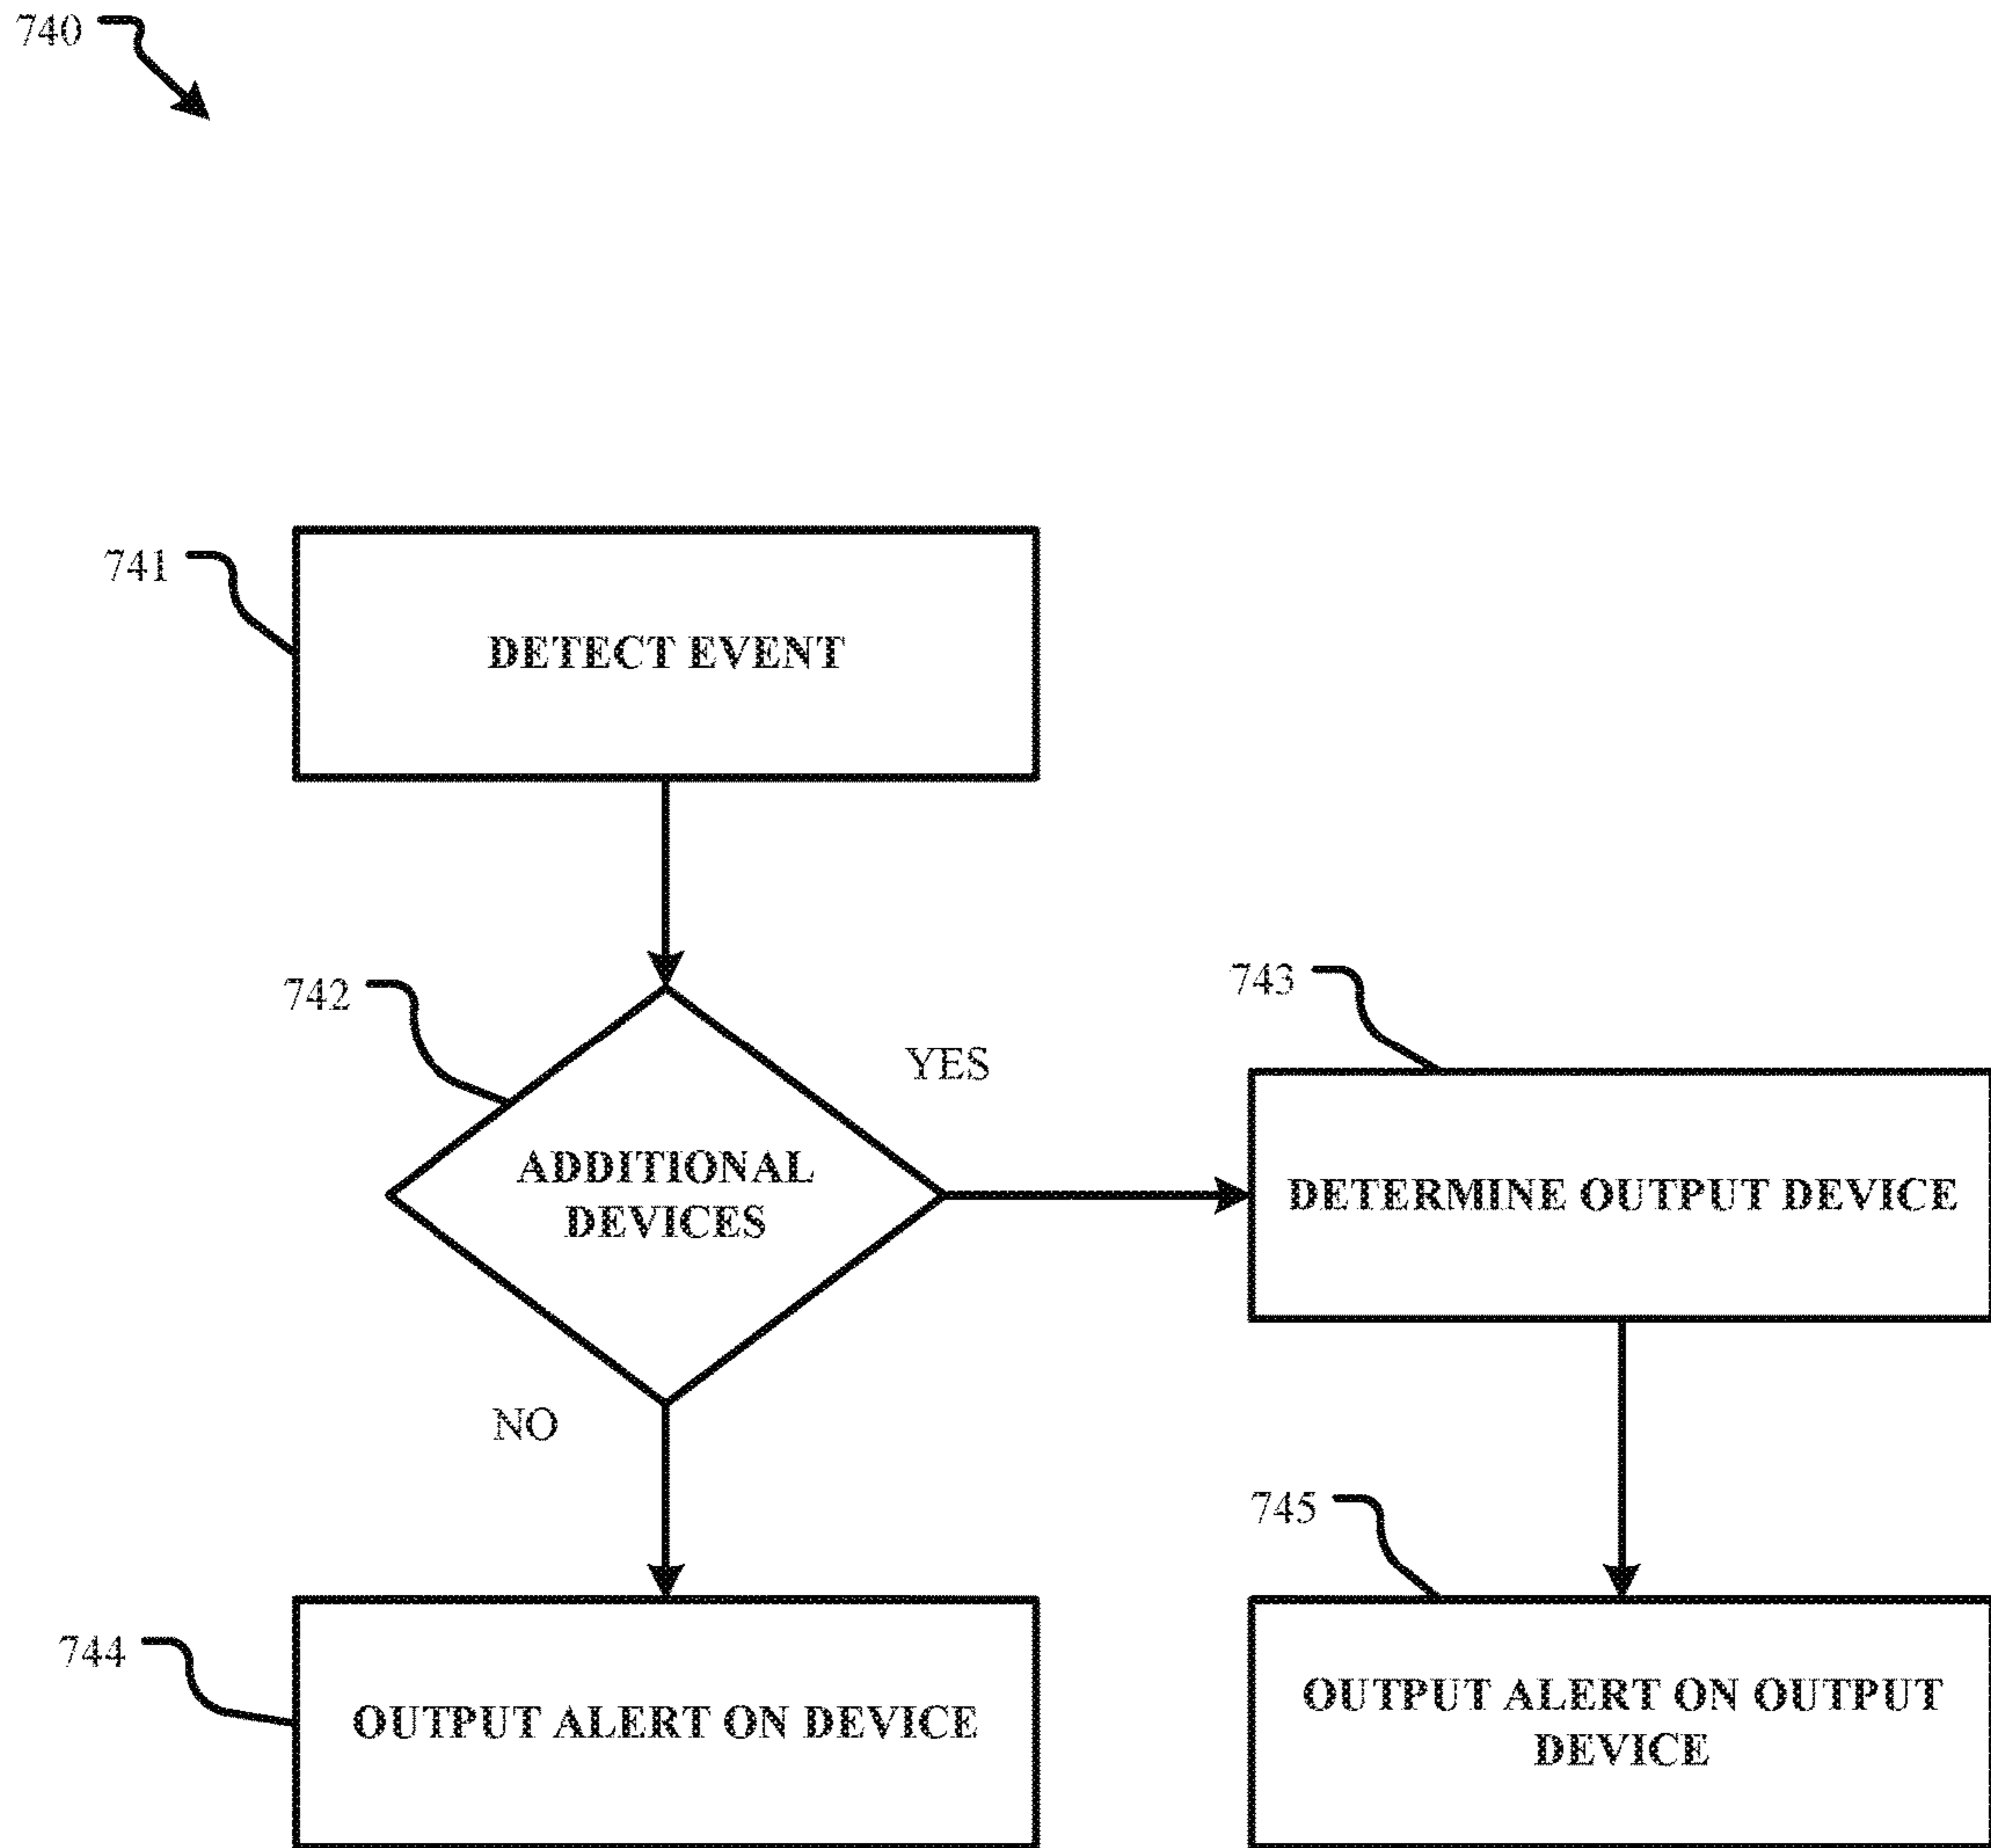 740
741
DETECT EVENT
742
YES
743
ADDITIONAL
DEVICES
DETERMINE OUTPUT DEVICE
NO
744
OUTPUT ALERT ON DEVICE
745
OUTPUT ALERT ON OUTPUT
DEVICE